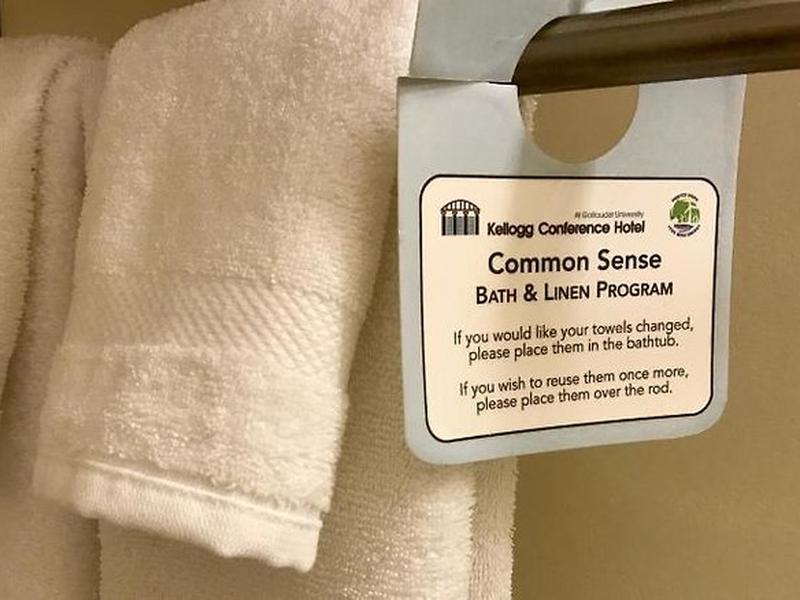 At Gallaudet University
Kellogg Conference Hotel
Common Sense
BATH & LINEN PROGRAM
If you would like your towels changed,
please place them in the bathtub.
If you wish to reuse them once more,
please place them over the rod.